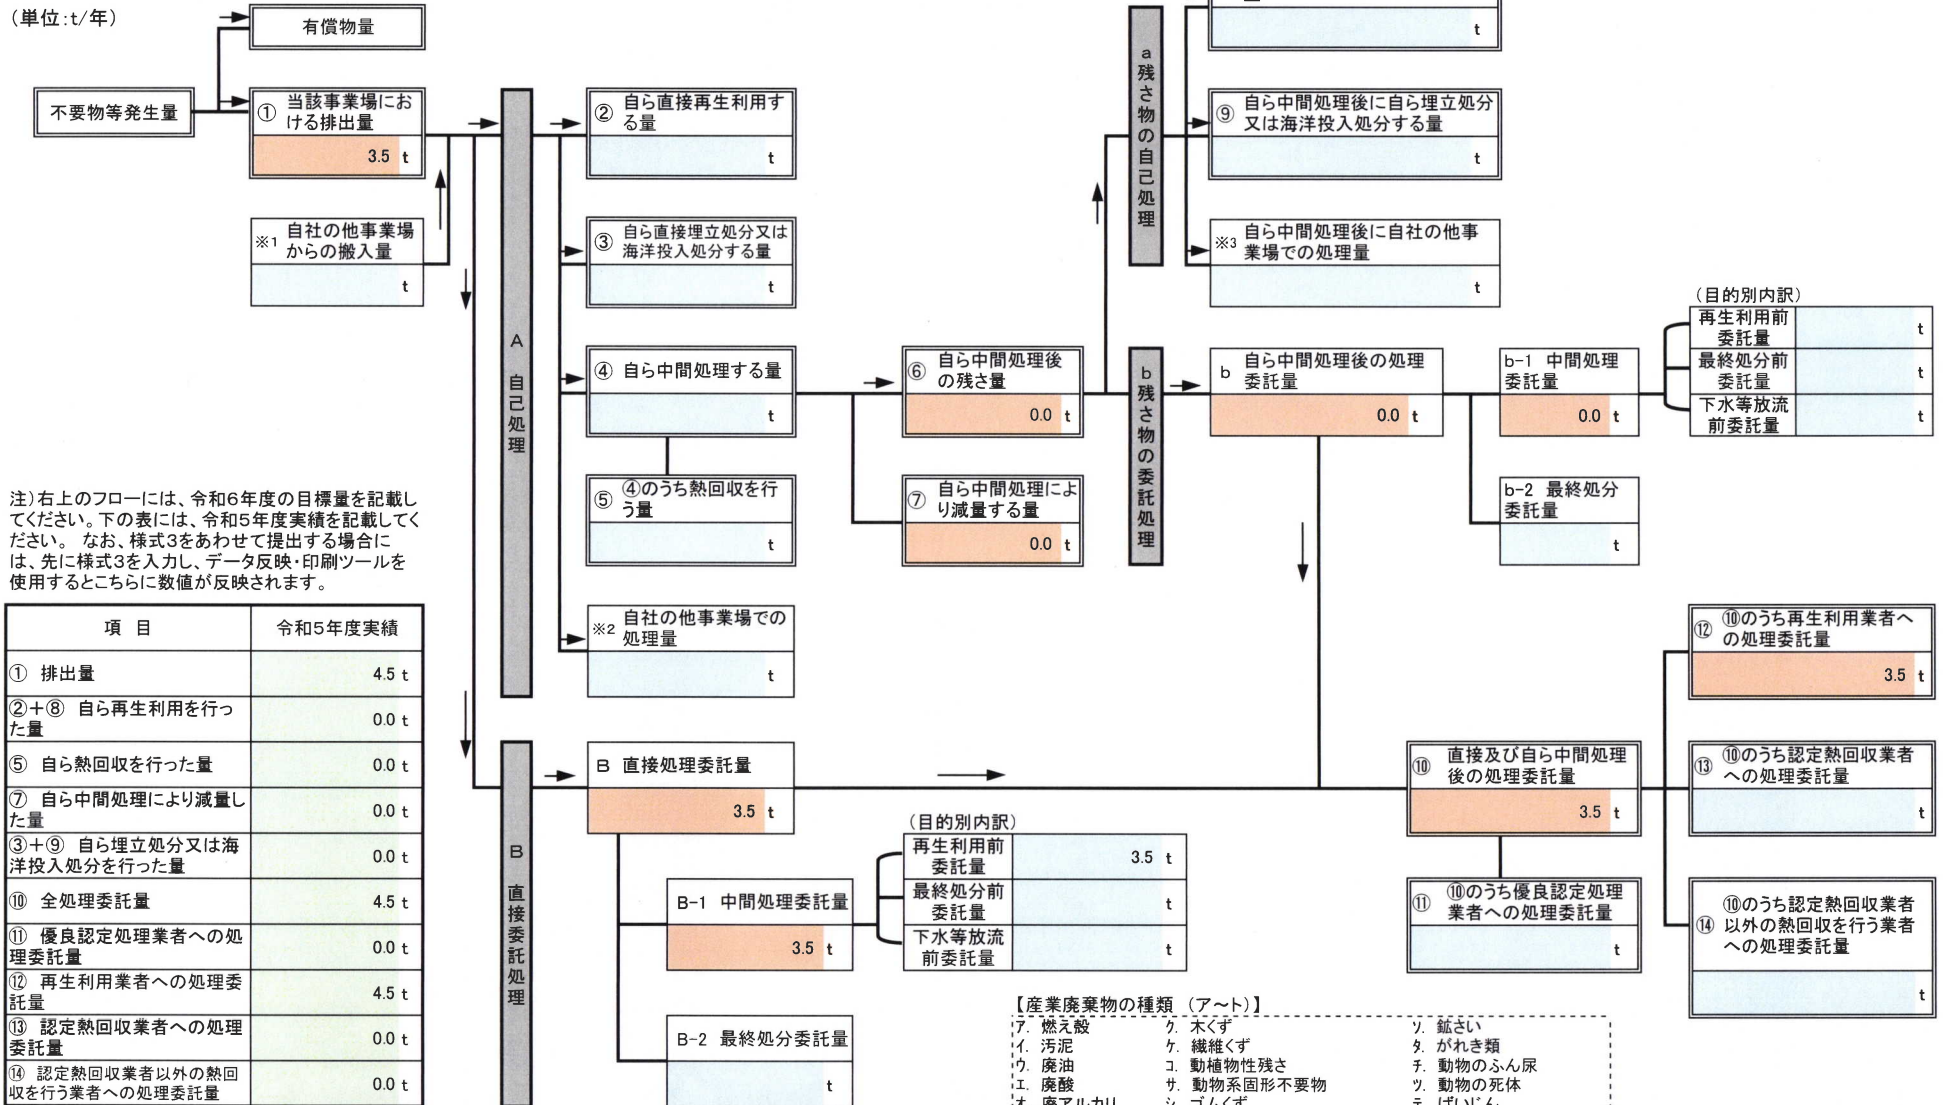 (単位:t/年)
有償物量
不要物等発生量
① 当該事業場にお
ける排出量
3.5 t
※1 自社の他事業場
からの搬入量
t
A 自己処理
② 自ら直接再生利用す
る量
t
③ 自ら直接埋立処分又は
海洋投入処分する量
t
④ 自ら中間処理する量
t
⑤ ④のうち熱回収を行
う量
t
※2 自社の他事業場での
処理量
t
⑥ 自ら中間処理後
の残さ量
0.0 t
⑦ 自ら中間処理によ
り減量する量
0.0 t
a 残さ物の自己処理
t
⑨ 自ら中間処理後に自ら埋立処分
又は海洋投入処分する量
t
※3 自ら中間処理後に自社の他事
業場での処理量
t
b 残さ物の委託処理
b 自ら中間処理後の処理
委託量
0.0 t
b-1 中間処理
委託量
0.0 t
(目的別内訳)
再生利用前
委託量
t
最終処分前
委託量
t
下水等放流
前委託量
t
b-2 最終処分
委託量
t
注)右上のフローには、令和6年度の目標量を記載し
てください。下の表には、令和5年度実績を記載してく
ださい。 なお、様式3をあわせて提出する場合に
は、先に様式3を入力し、データ反映・印刷ツールを
使用するとこちらに数値が反映されます。
項 目 令和5年度実績
① 排出量 4.5 t
②+⑧ 自ら再生利用を行っ
た量 0.0 t
⑤ 自ら熱回収を行った量 0.0 t
⑦ 自ら中間処理により減量し
た量 0.0 t
③+⑨ 自ら埋立処分又は海
洋投入処分を行った量 0.0 t
⑩ 全処理委託量 4.5 t
⑪ 優良認定処理業者への処
理委託量 0.0 t
⑫ 再生利用業者への処理委
託量 4.5 t
⑬ 認定熱回収業者への処理
委託量 0.0 t
⑭ 認定熱回収業者以外の熱回
収を行う業者への処理委託量 0.0 t
B 直接委託処理
B 直接処理委託量
3.5 t
B-1 中間処理委託量
3.5 t
(目的別内訳)
再生利用前
委託量
3.5 t
最終処分前
委託量
t
下水等放流
前委託量
t
B-2 最終処分委託量
t
⑩ 直接及び自ら中間処理
後の処理委託量
3.5 t
⑪ ⑩のうち優良認定処理
業者への処理委託量
t
⑫ ⑩のうち再生利用業者へ
の処理委託量
3.5 t
⑬ ⑩のうち認定熱回収業者
への処理委託量
t
⑭ ⑩のうち認定熱回収業者
以外の熱回収を行う業者
への処理委託量
t
【産業廃棄物の種類 (ア~ト)】
ア. 燃え殻 ク. 木くず ソ. 鉱さい
イ. 汚泥 ケ. 繊維くず タ. がれき類
ウ. 廃油 コ. 動植物性残さ チ. 動物のふん尿
エ. 廃酸 サ. 動物系固形不要物 ツ. 動物の死体
オ. 廃アルカリ シ. ゴムくず テ. ばいじん